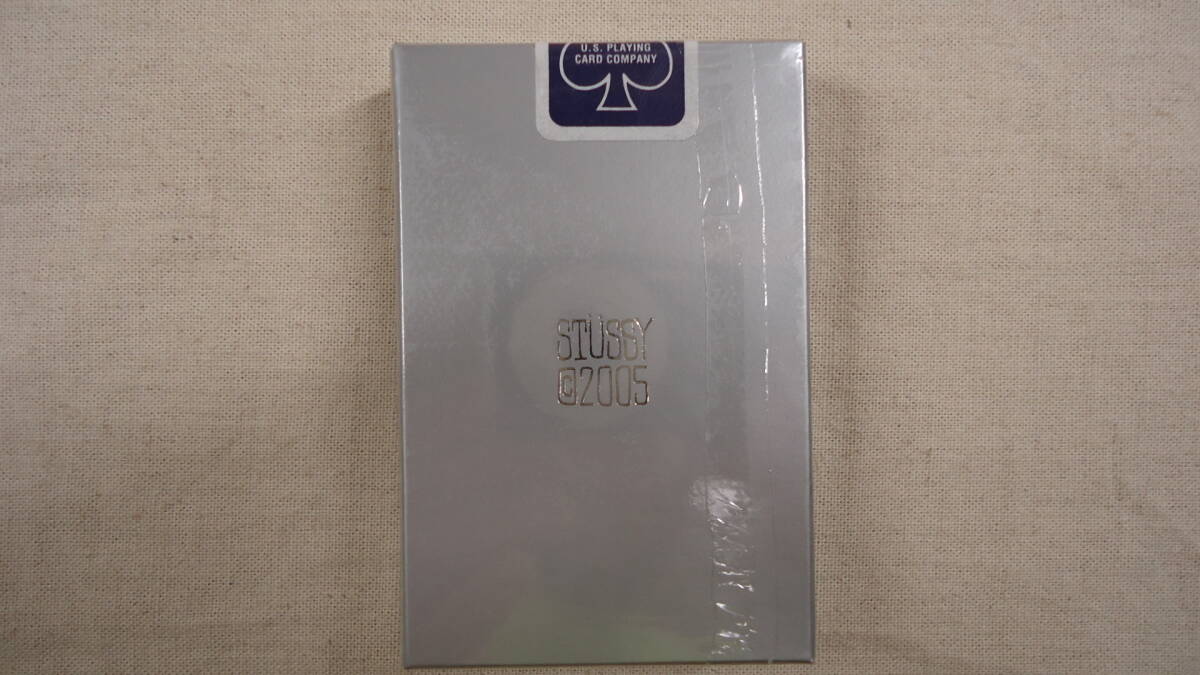 U.S. PLAYING
CARD COMPANY
STÜSSY
©2005